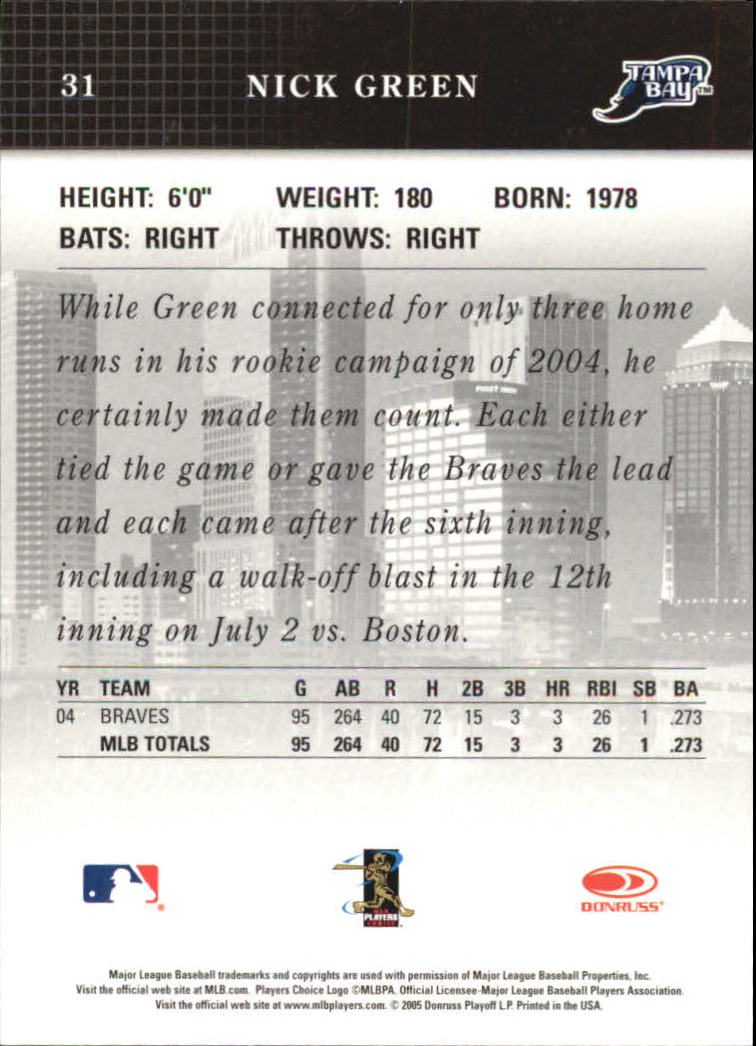 31 NICK GREEN TAMPA BAY™
HEIGHT: 6'0" WEIGHT: 180 BORN: 1978
BATS: RIGHT THROWS: RIGHT
While Green connected for only three home
runs in his rookie campaign of 2004, he
certainly made them count. Each either
tied the game or gave the Braves the lead
and each came after the sixth inning,
including a walk-off blast in the 12th
inning on July 2 vs. Boston.
YR TEAM G AB R H 2B 3B HR RBI SB BA
04 BRAVES 95 264 40 72 15 3 3 26 1 .273
MLB TOTALS 95 264 40 72 15 3 3 26 1 .273
PLAYERS
CHOICE
DONRUSS
Major League Baseball trademarks and copyrights are used with permission of Major League Baseball Properties, Inc.
Visit the official web site at MLB.com. Players Choice Logo ©MLBPA. Official Licensee-Major League Baseball Players Association.
Visit the official web site at www.mlbplayers.com. © 2005 Donruss Playoff L.P. Printed in the USA.